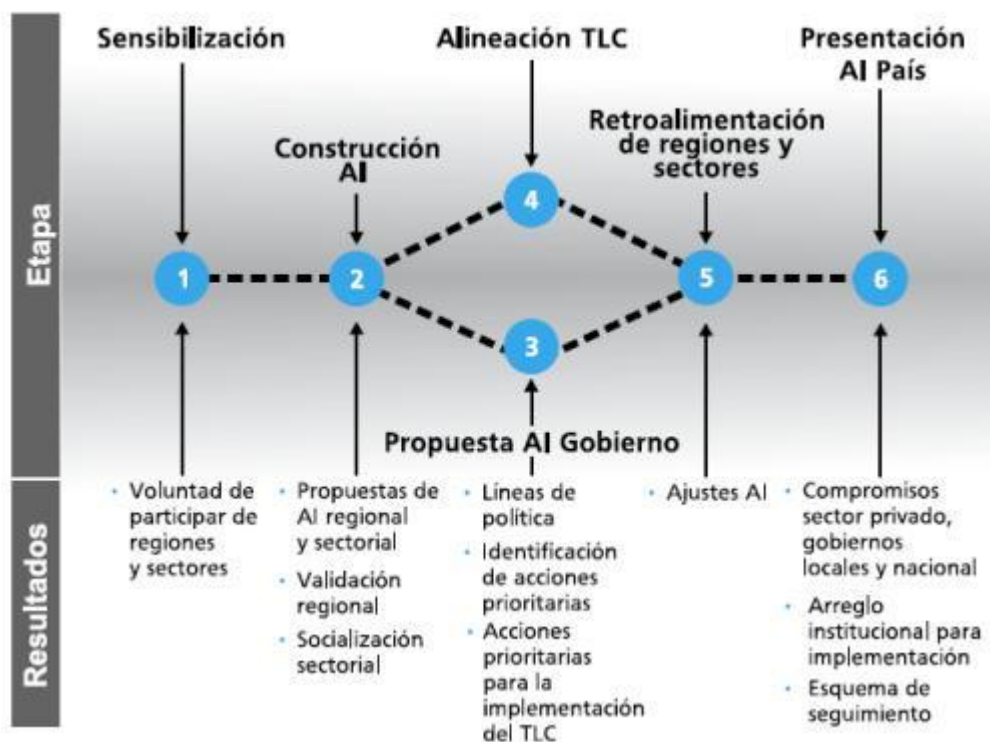 Etapa
Sensibilización
Alineación TLC
Presentación
AI País
Construcción
AI
Retroalimentación
de regiones y
sectores
1
2
4
3
5
6
Propuesta AI Gobierno
Resultados
• Voluntad de
participar de
regiones
y sectores
• Propuestas de
AI regional
y sectorial
• Validación
regional
• Socialización
sectorial
• Líneas de
política
• Identificación
de acciones
prioritarias
• Acciones
prioritarias
para la
implementación
del TLC
• Ajustes AI
• Compromisos
sector privado,
gobiernos
locales y nacional
• Arreglo
institucional para
implementación
• Esquema de
seguimiento